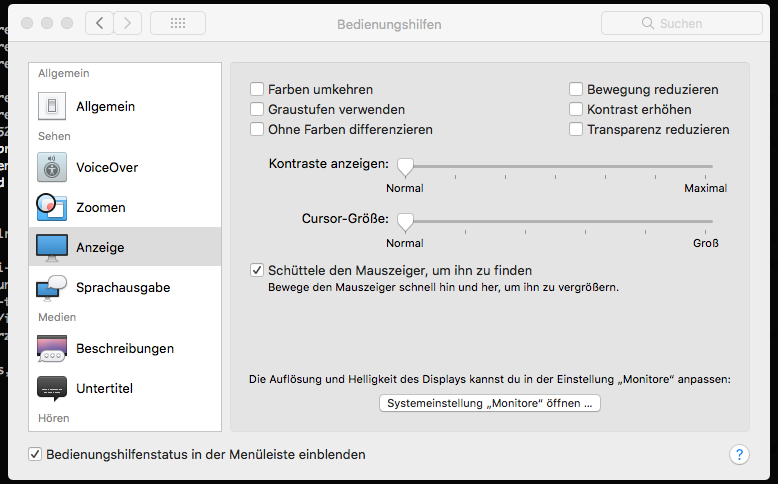 Bedienungshilfen
Suchen
Allgemein
Allgemein
Sehen
VoiceOver
Zoomen
Anzeige
Sprachausgabe
Medien
Beschreibungen
Untertitel
Hören
Farben umkehren
Graustufen verwenden
Ohne Farben differenzieren
Bewegung reduzieren
Kontrast erhöhen
Transparenz reduzieren
Kontraste anzeigen:
Normal
Maximal
Cursor-Größe:
Normal
Groß
Schüttele den Mauszeiger, um ihn zu finden
Bewege den Mauszeiger schnell hin und her, um ihn zu vergrößern.
Die Auflösung und Helligkeit des Displays kannst du in der Einstellung „Monitore“ anpassen:
Systemeinstellung „Monitore“ öffnen ...
Bedienungshilfenstatus in der Menüleiste einblenden
?